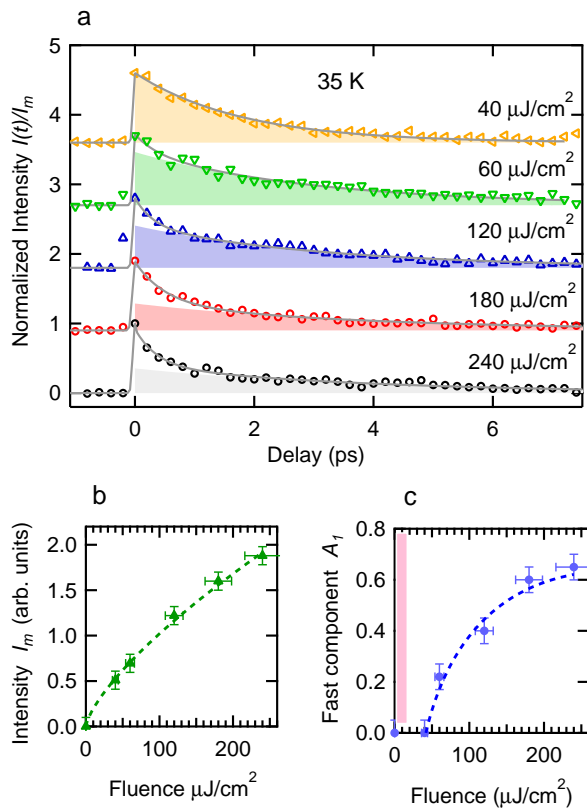 a
5
4
3
2
1
0
Normalized Intensity I(t)/Im
35 K
40 μJ/cm²
60 μJ/cm²
120 μJ/cm²
180 μJ/cm²
240 μJ/cm²
0 2 4 6
Delay (ps)
b
2.0
1.5
1.0
0.5
0.0
Intensity Im (arb. units)
0 100 200
Fluence μJ/cm²
c
0.8
0.6
0.4
0.2
0.0
Fast component A1
0 100 200
Fluence (μJ/cm²)